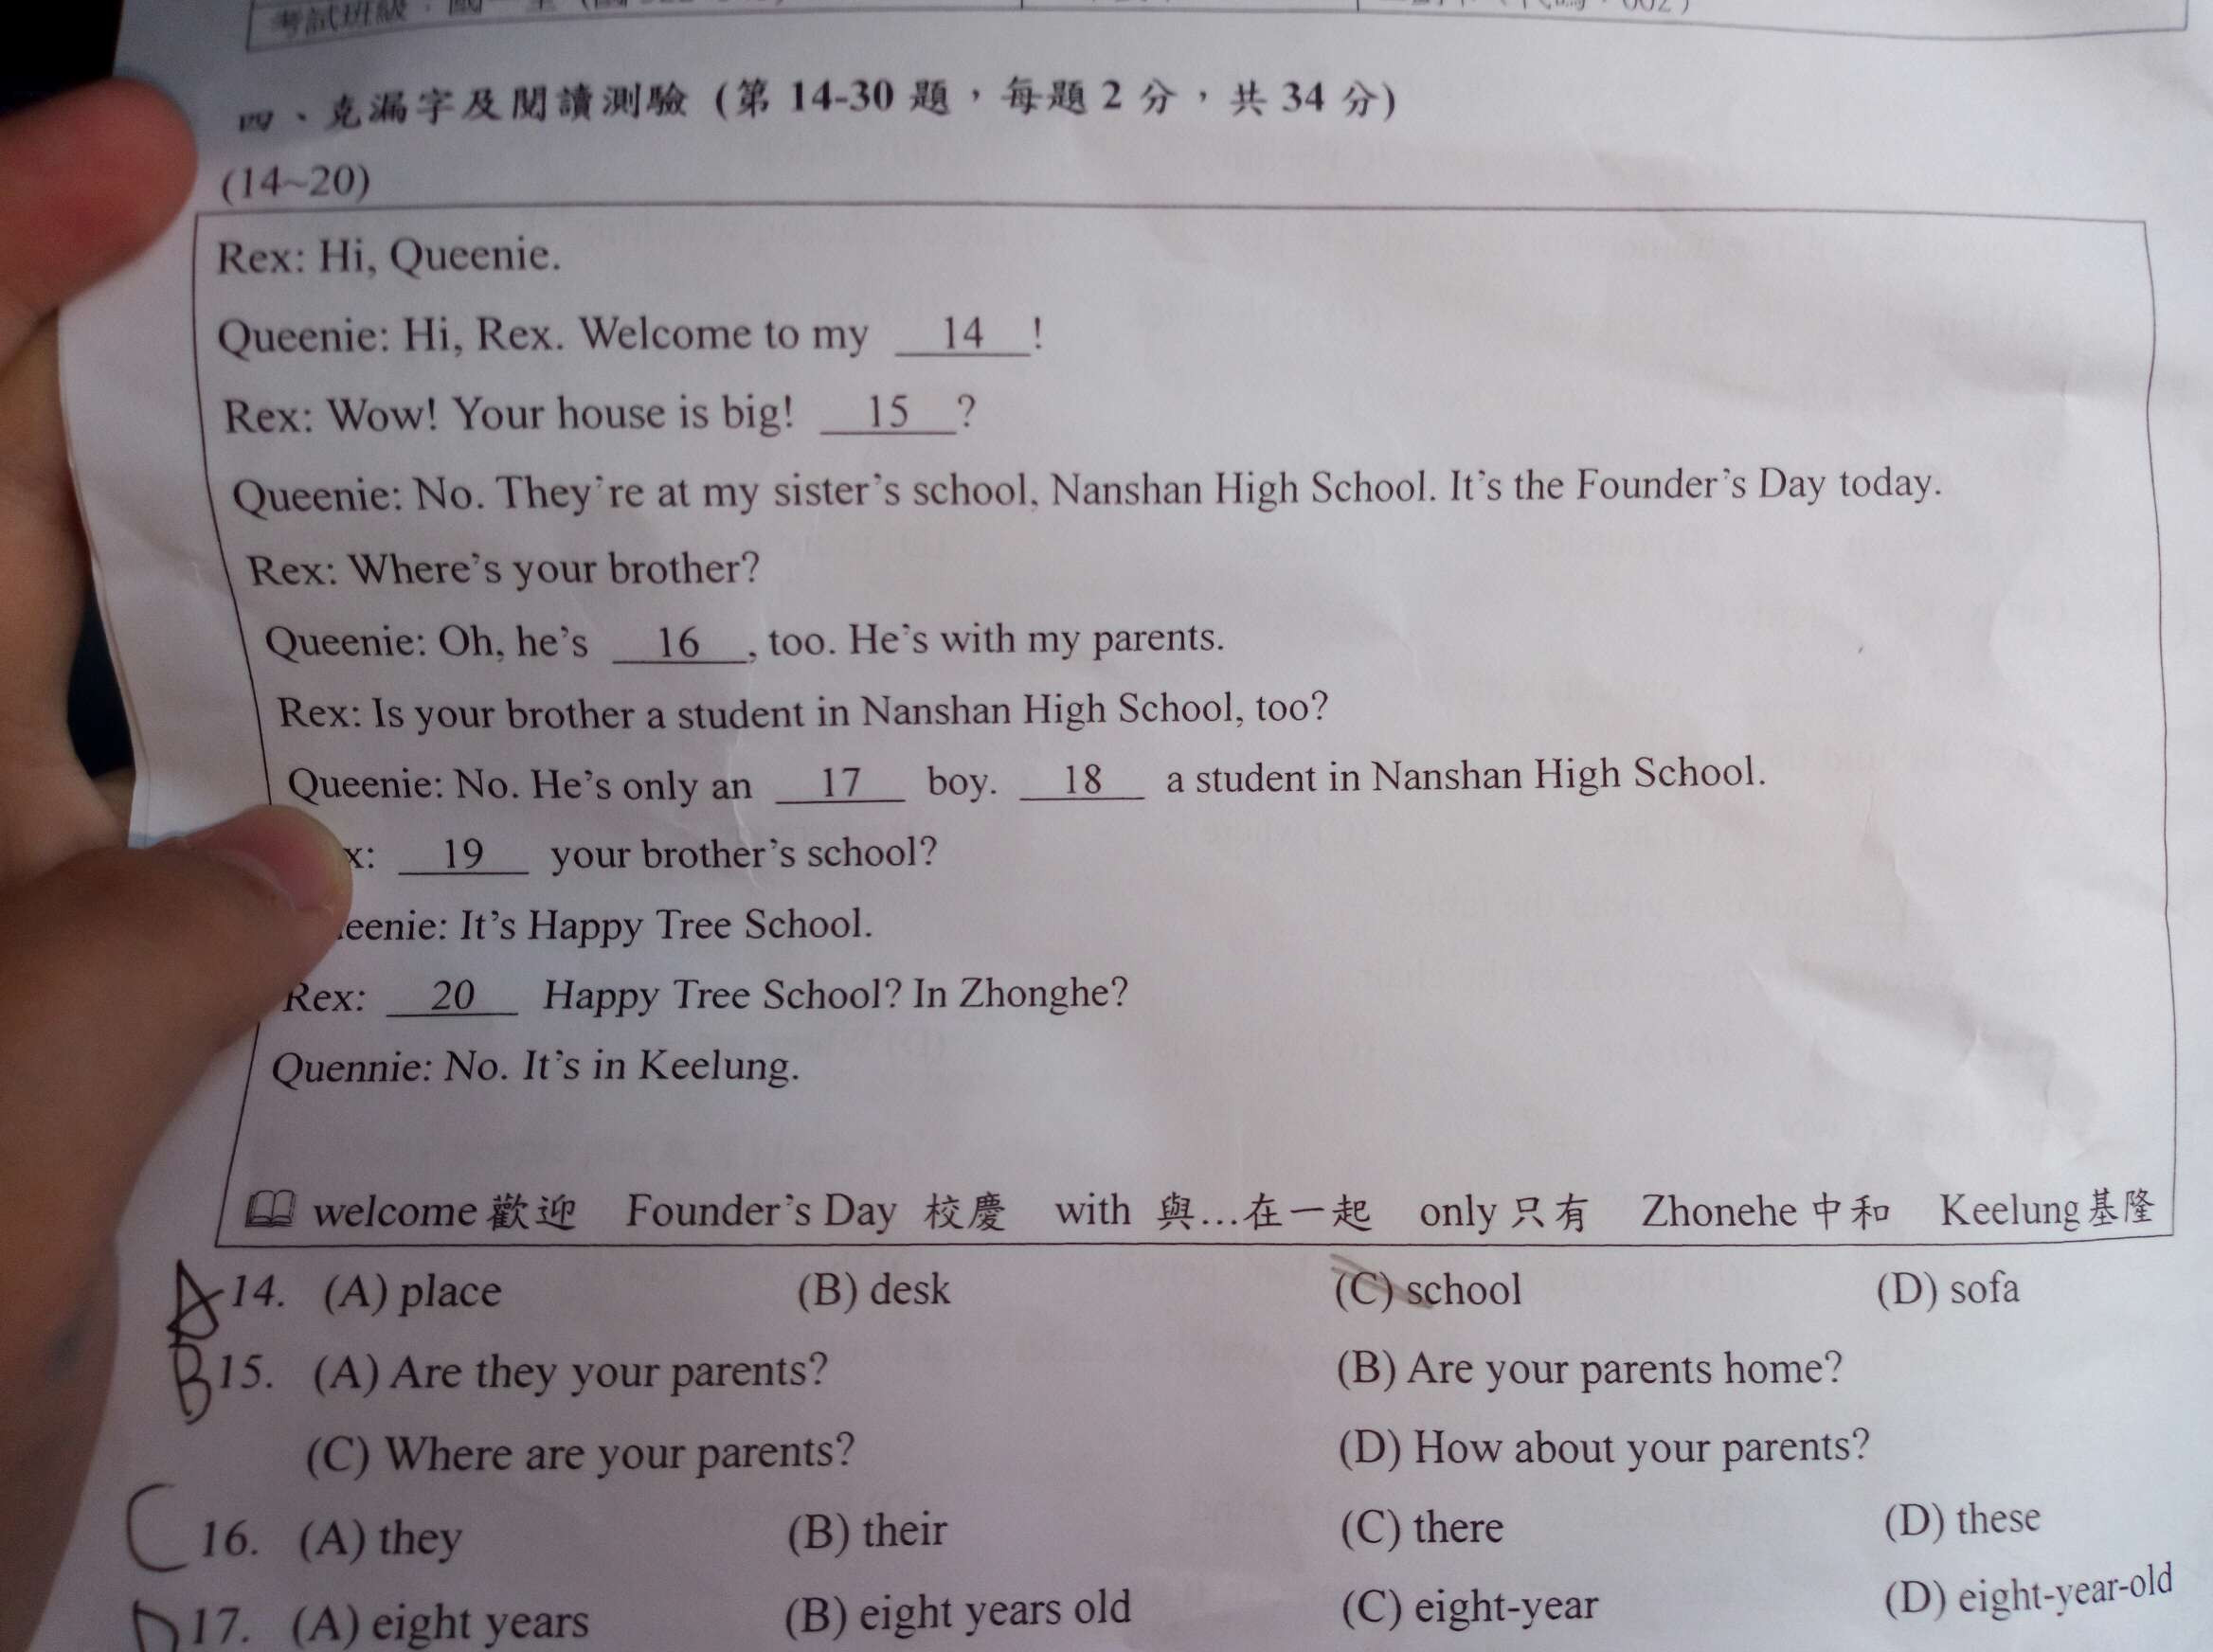 考試班級：國
四、克漏字及閱讀測驗（第 14-30 題，每題 2 分，共 34 分）
(14~20)
Rex: Hi, Queenie.
Queenie: Hi, Rex. Welcome to my 14 !
Rex: Wow! Your house is big! 15 ?
Queenie: No. They're at my sister's school, Nanshan High School. It's the Founder's Day today.
Rex: Where's your brother?
Queenie: Oh, he's 16 , too. He's with my parents.
Rex: Is your brother a student in Nanshan High School, too?
Queenie: No. He's only an 17 boy. 18 a student in Nanshan High School.
x: 19 your brother's school?
eenie: It's Happy Tree School.
Rex: 20 Happy Tree School? In Zhonghe?
Quennie: No. It's in Keelung.
welcome 歡迎 Founder's Day 校慶 with 與…在一起 only 只有 Zhonehe 中和 Keelung 基隆
A 14. (A) place (B) desk (C) school (D) sofa
B 15. (A) Are they your parents? (B) Are your parents home?
(C) Where are your parents? (D) How about your parents?
C 16. (A) they (B) their (C) there (D) these
D 17. (A) eight years (B) eight years old (C) eight-year (D) eight-year-old